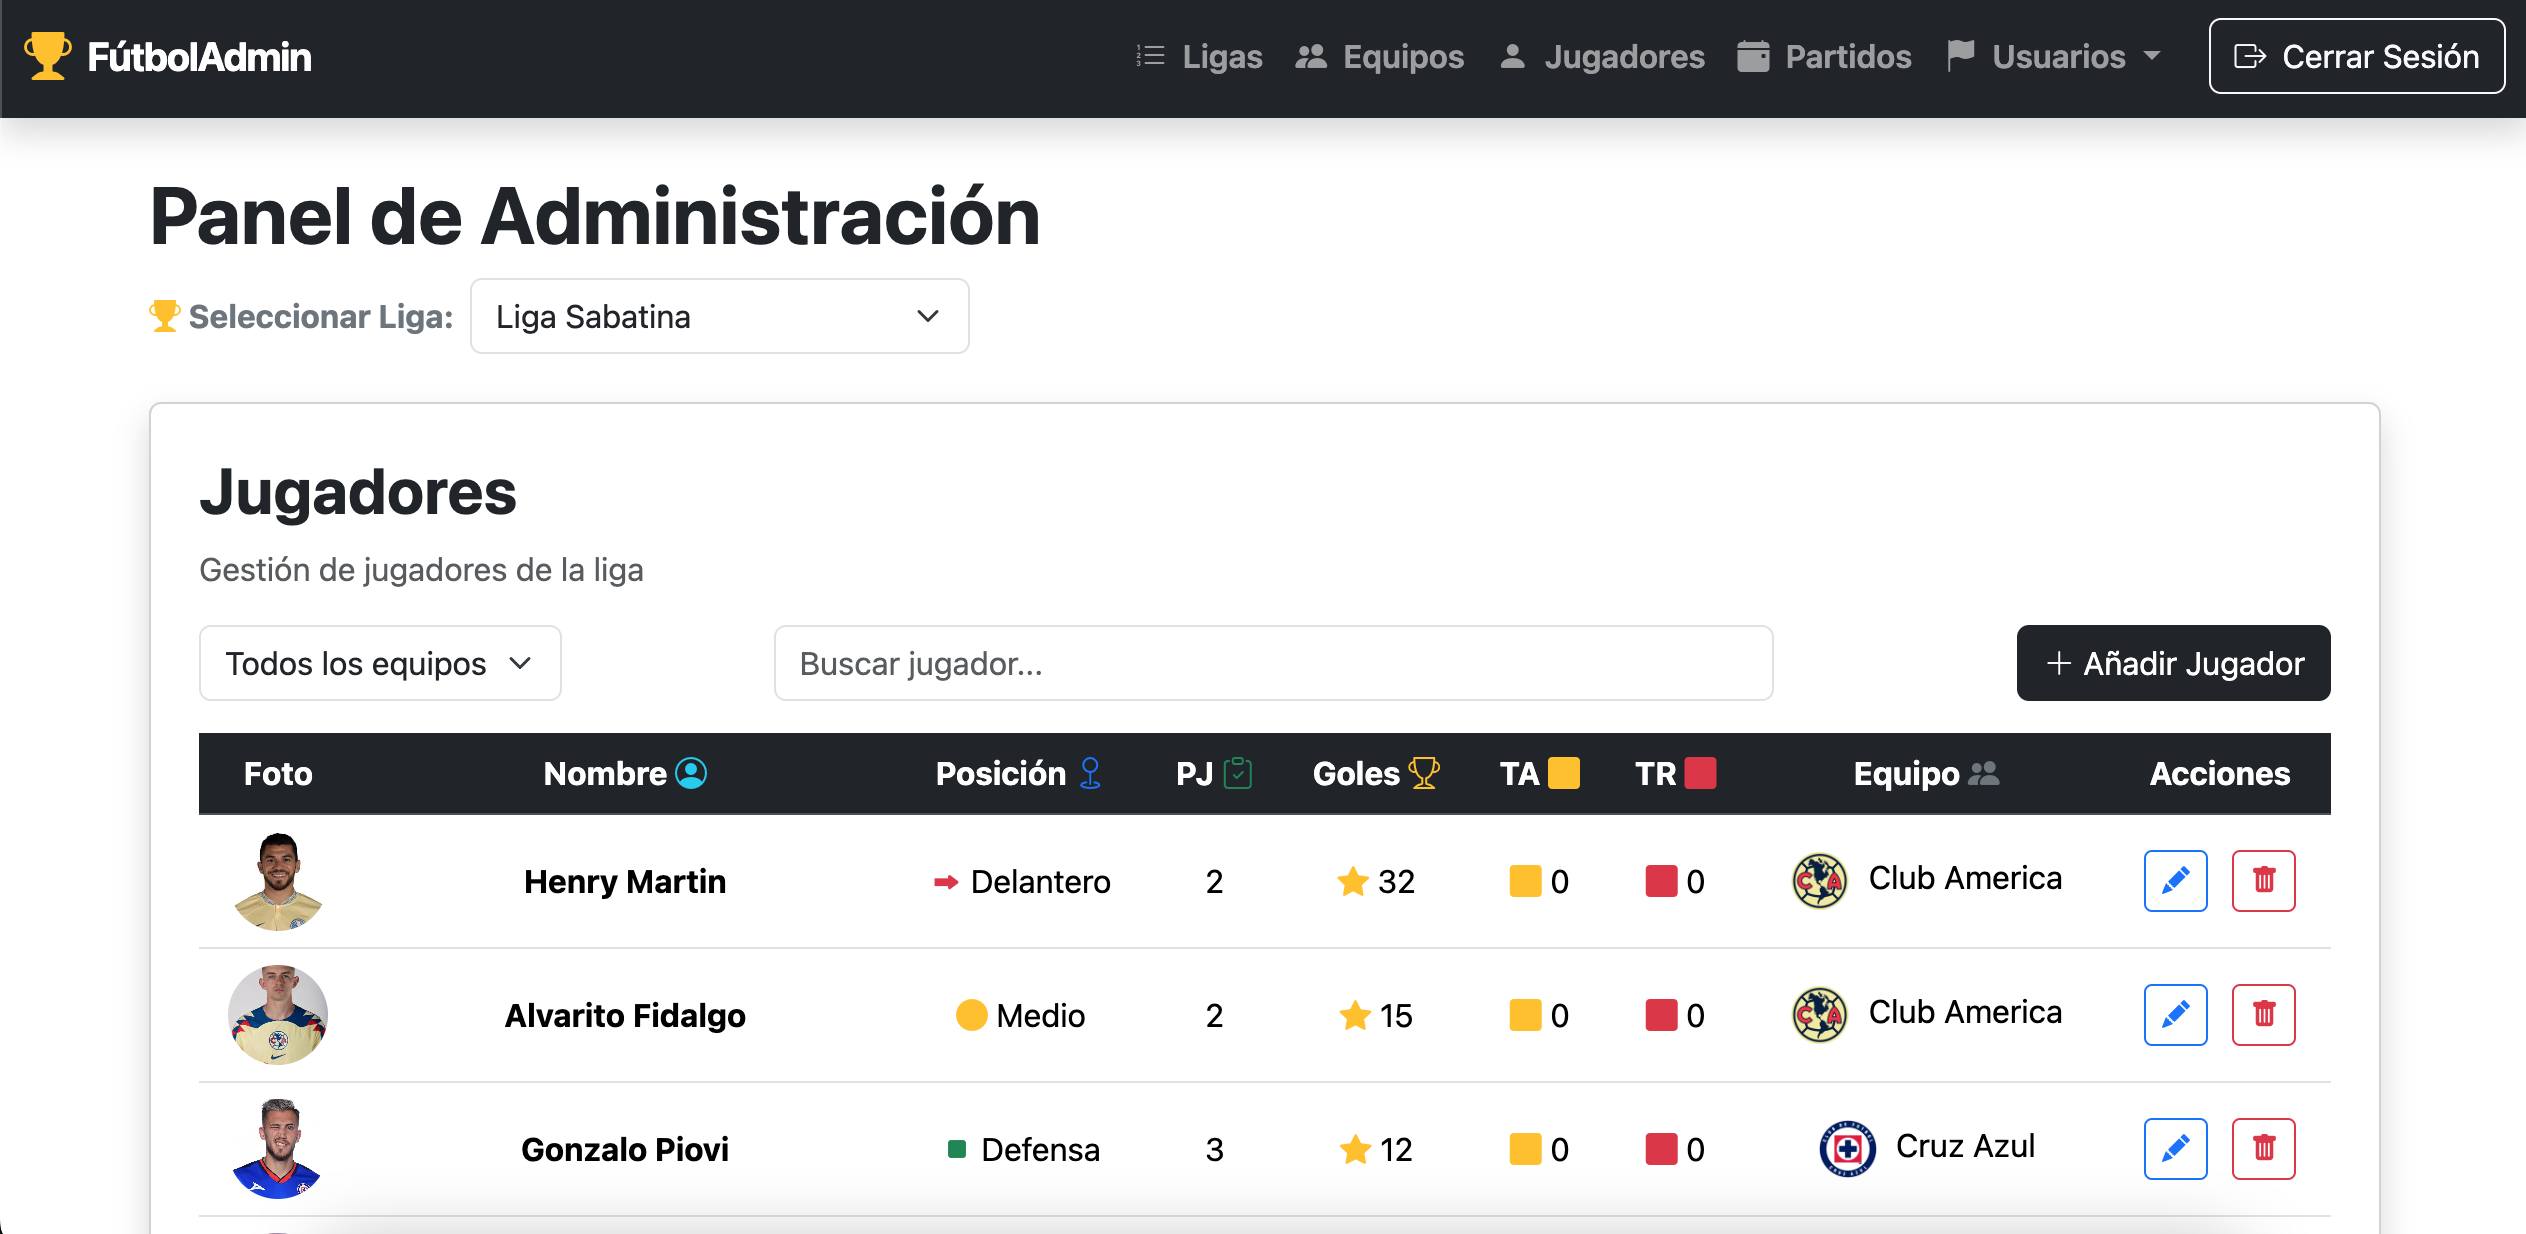 FútbolAdmin Ligas Equipos Jugadores Partidos Usuarios Cerrar Sesión
Panel de Administración
Seleccionar Liga: Liga Sabatina
Jugadores
Gestión de jugadores de la liga
Todos los equipos Buscar jugador... + Añadir Jugador
Foto Nombre Posición PJ Goles TA TR Equipo Acciones
Henry Martin Delantero 2 32 0 0 CA Club America
Alvarito Fidalgo Medio 2 15 0 0 CA Club America
Gonzalo Piovi Defensa 3 12 0 0 Cruz Azul